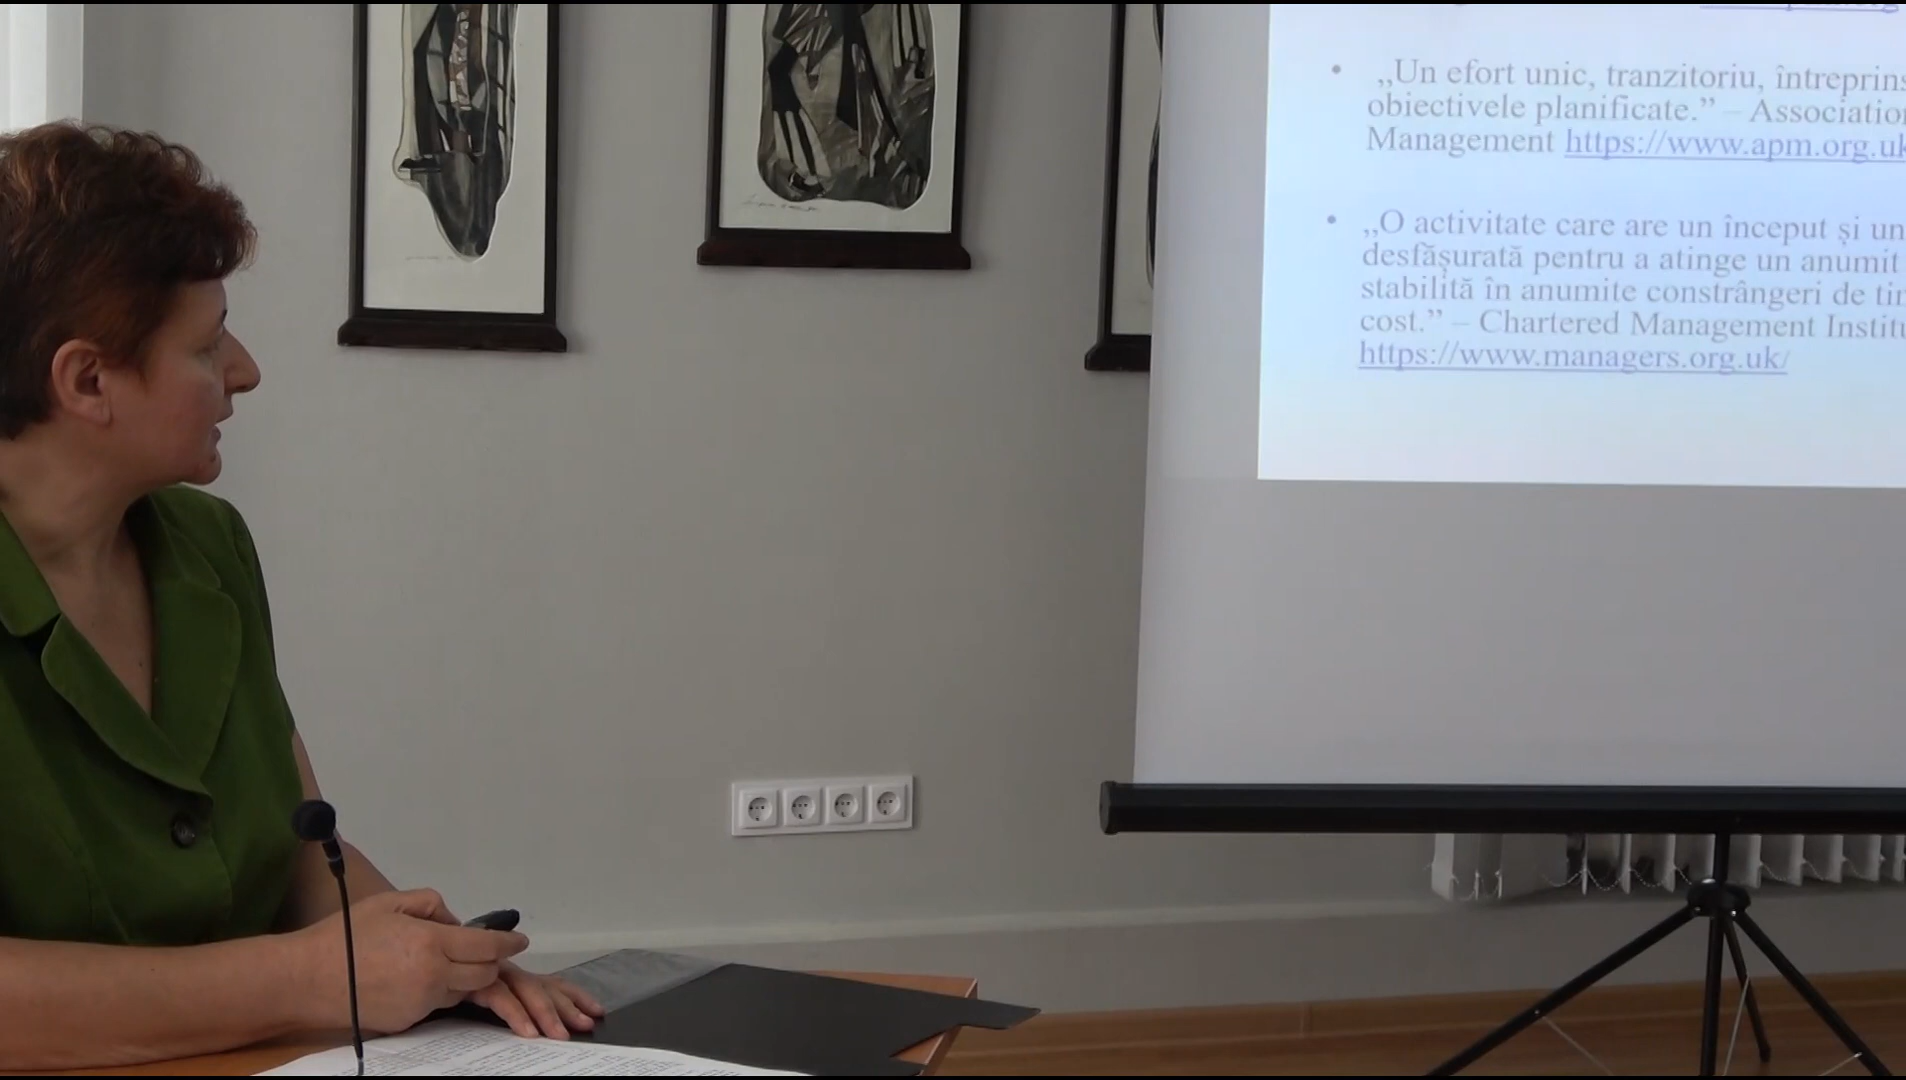 „Un efort unic, tranzitoriu, întreprins
obiectivele planificate.” – Association
Management https://www.apm.org.uk
„O activitate care are un început și un
desfășurată pentru a atinge un anumit
stabilită în anumite constrângeri de
cost.” – Chartered Management
https://www.managers.org.uk/